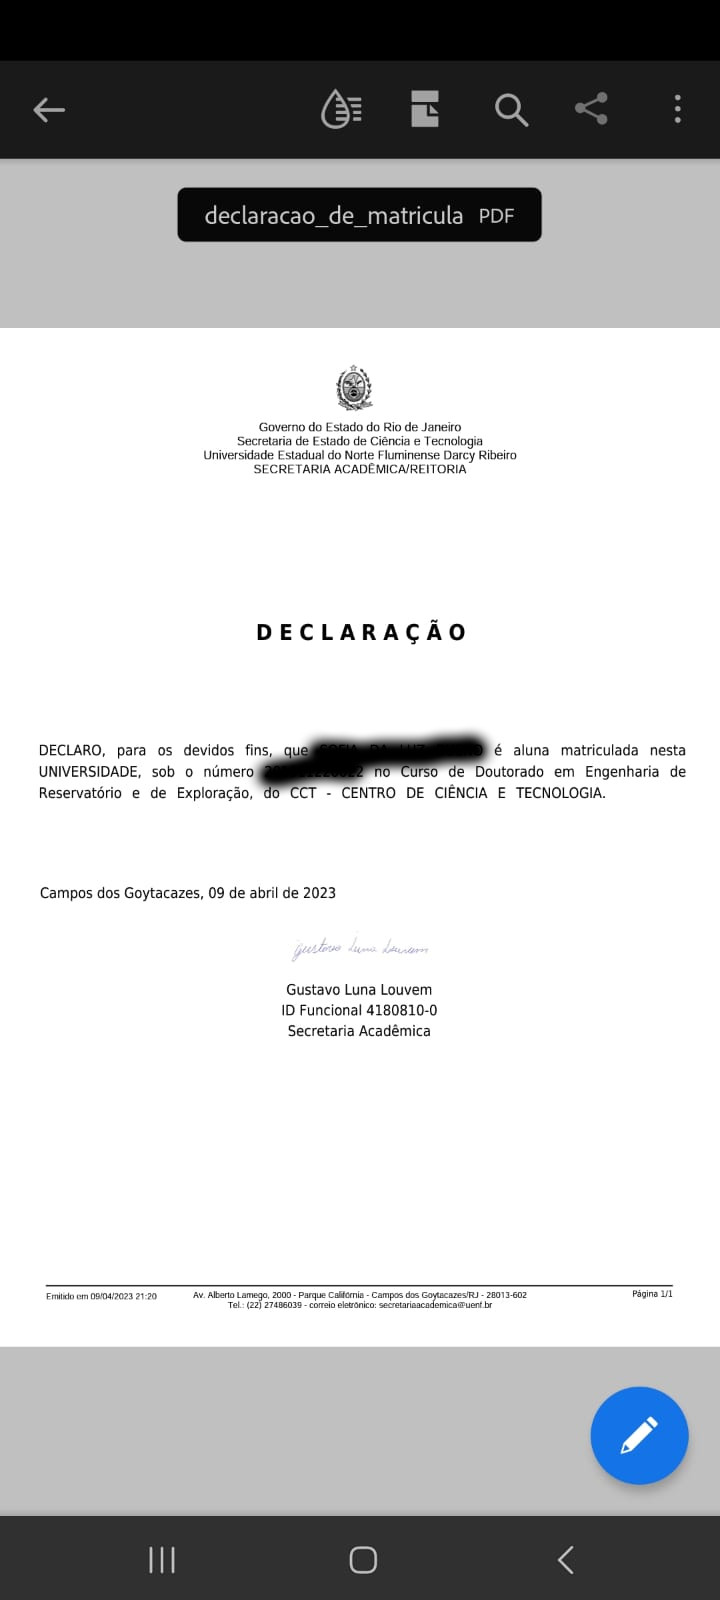 declaracao_de_matricula PDF
Governo do Estado do Rio de Janeiro
Secretaria de Estado de Ciência e Tecnologia
Universidade Estadual do Norte Fluminense Darcy Ribeiro
SECRETARIA ACADÊMICA/REITORIA
DECLARAÇÃO
DECLARO, para os devidos fins, que é aluna matriculada nesta
UNIVERSIDADE, sob o número no Curso de Doutorado em Engenharia de
Reservatório e de Exploração, do CCT - CENTRO DE CIÊNCIA E TECNOLOGIA.
Campos dos Goytacazes, 09 de abril de 2023
Gustavo Luna Louvem
Gustavo Luna Louvem
ID Funcional 4180810-0
Secretaria Acadêmica
Emitido em 09/04/2023 21:20 Av. Alberto Lamego, 2000 - Parque Califórnia - Campos dos Goytacazes/RJ - 28013-602 Página 1/1
Tel.: (22) 27486039 - correio eletrônico: secretariaacademica@uenf.br